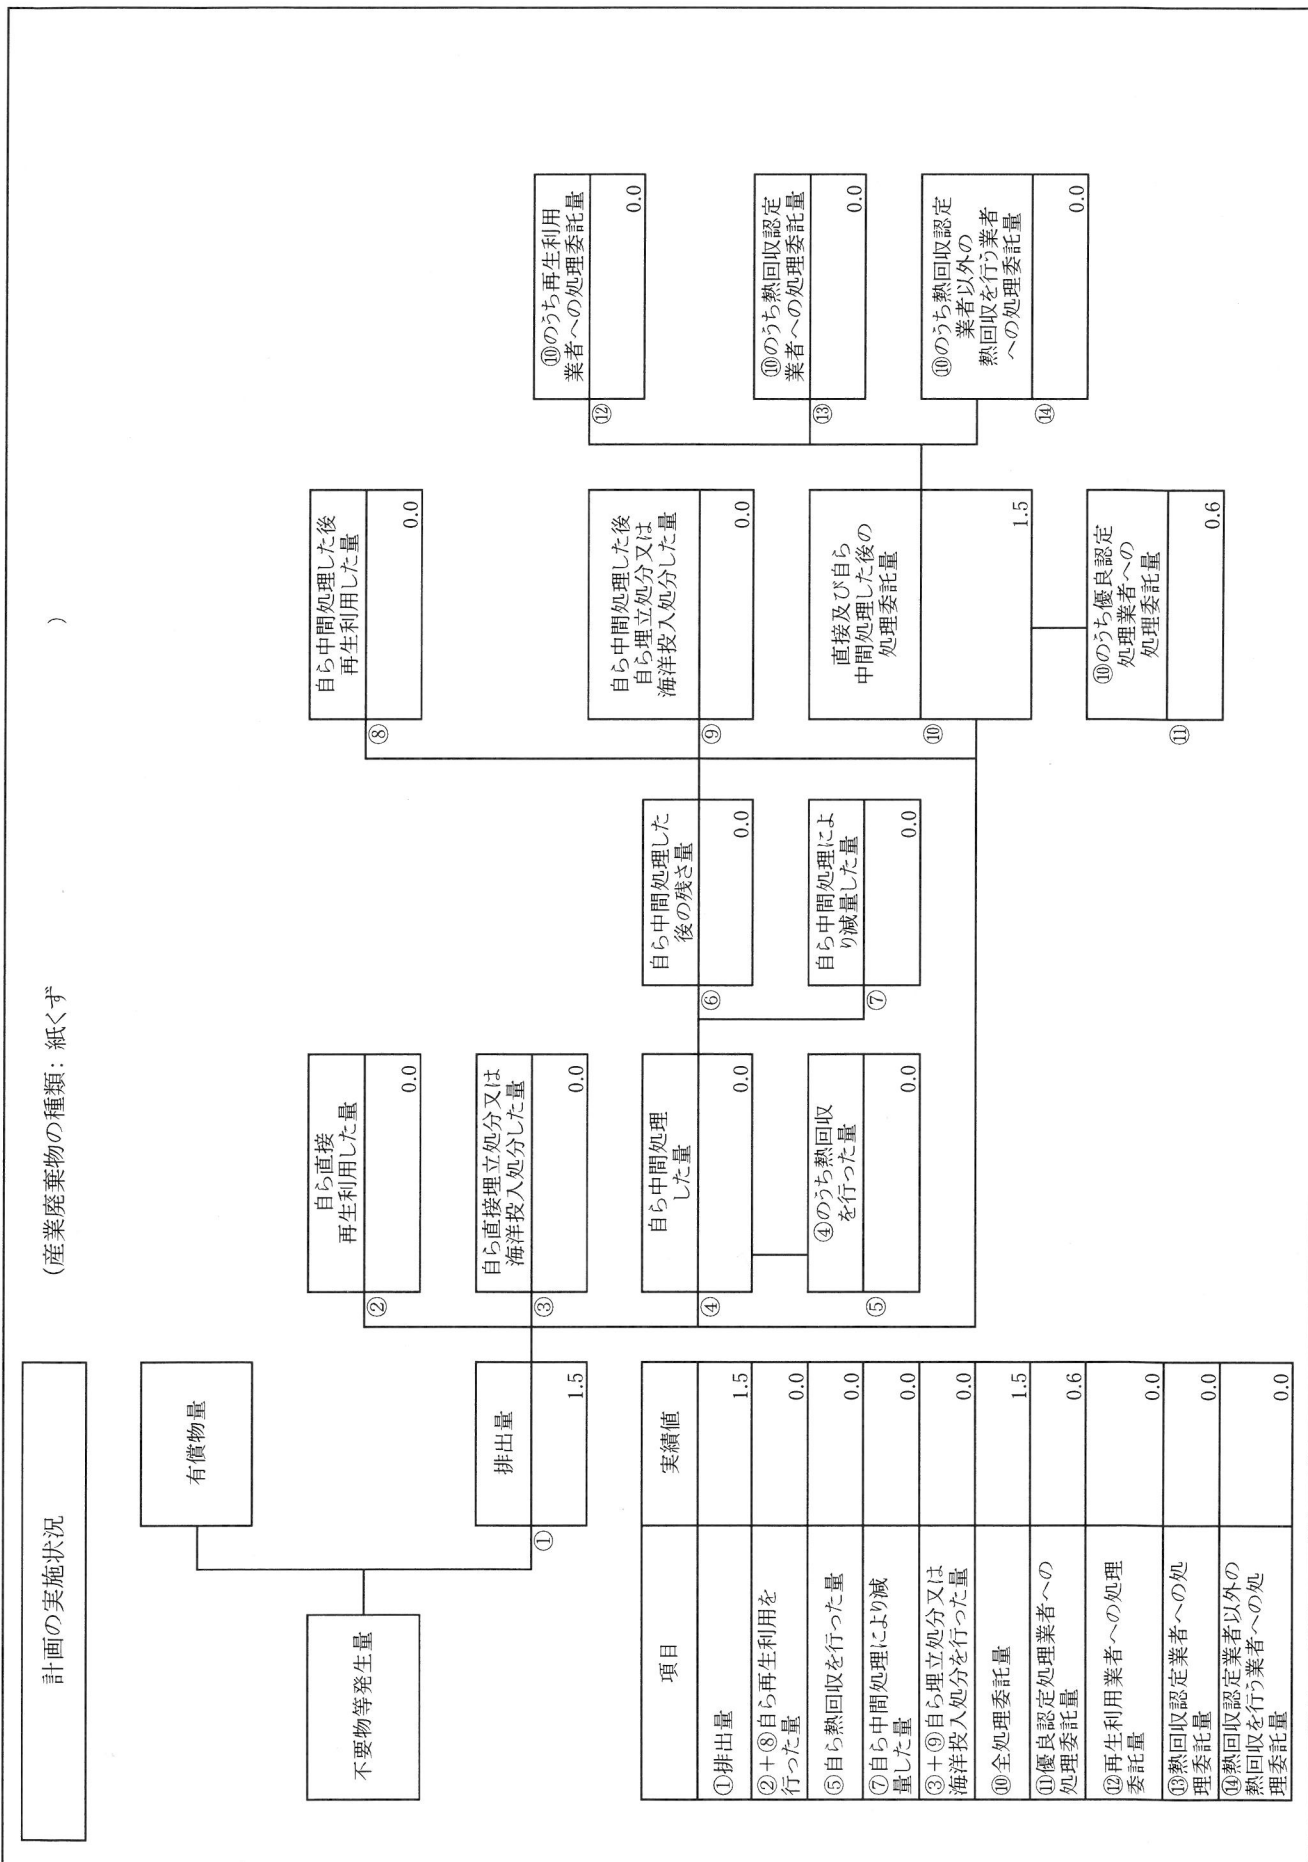 計画の実施状況
(産業廃棄物の種類: 紙くず )
不要物等発生量
有償物量
①
排出量
1.5
②
自ら直接
再生利用した量
0.0
③
自ら直接埋立処分又は
海洋投入処分した量
0.0
④
自ら中間処理
した量
0.0
⑤
④のうち熱回収
を行った量
0.0
⑥
自ら中間処理した
後の残さ量
0.0
⑦
自ら中間処理によ
り減量した量
0.0
⑧
自ら中間処理した後
再生利用した量
0.0
⑨
自ら中間処理した後
自ら埋立処分又は
海洋投入処分した量
0.0
⑩
直接及び自ら
中間処理した後の
処理委託量
1.5
⑪
⑩のうち優良認定
処理業者への
処理委託量
0.6
⑫
⑩のうち再生利用
業者への処理委託量
0.0
⑬
⑩のうち熱回収認定
業者への処理委託量
0.0
⑭
⑩のうち熱回収認定
業者以外の
熱回収を行う業者
への処理委託量
0.0
項目 実績値
①排出量 1.5
②+⑧自ら再生利用を
行った量 0.0
⑤自ら熱回収を行った量 0.0
⑦自ら中間処理により減
量した量 0.0
③+⑨自ら埋立処分又は
海洋投入処分を行った量 0.0
⑩全処理委託量 1.5
⑪優良認定処理業者への
処理委託量 0.6
⑫再生利用業者への処理
委託量 0.0
⑬熱回収認定業者への処
理委託量 0.0
⑭熱回収認定業者以外の
熱回収を行う業者への処
理委託量 0.0